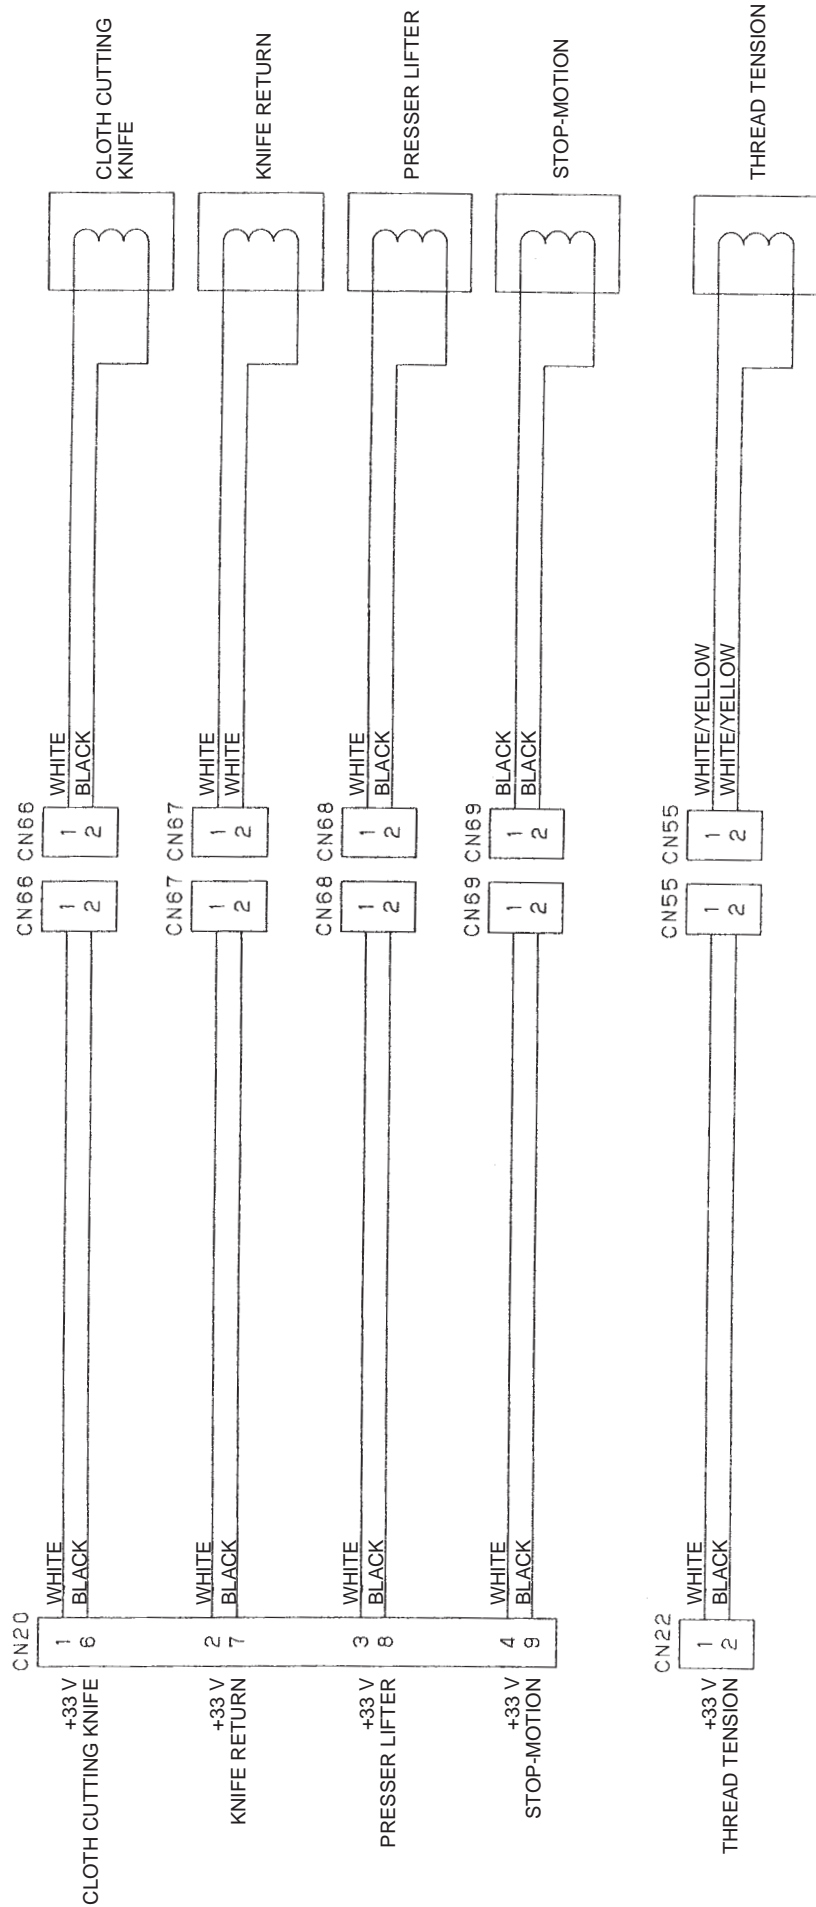 CN20
+33 V
CLOTH CUTTING KNIFE
1
6
WHITE
BLACK
CN66
1
2
CN66
1
2
WHITE
BLACK
CLOTH CUTTING
KNIFE
+33 V
KNIFE RETURN
2
7
WHITE
BLACK
CN67
1
2
CN67
1
2
WHITE
WHITE
KNIFE RETURN
+33 V
PRESSER LIFTER
3
8
WHITE
BLACK
CN68
1
2
CN68
1
2
WHITE
BLACK
PRESSER LIFTER
+33 V
STOP-MOTION
4
9
WHITE
BLACK
CN69
1
2
CN69
1
2
BLACK
BLACK
STOP-MOTION
CN22
+33 V
THREAD TENSION
1
2
WHITE
BLACK
CN55
1
2
CN55
1
2
WHITE/YELLOW
WHITE/YELLOW
THREAD TENSION